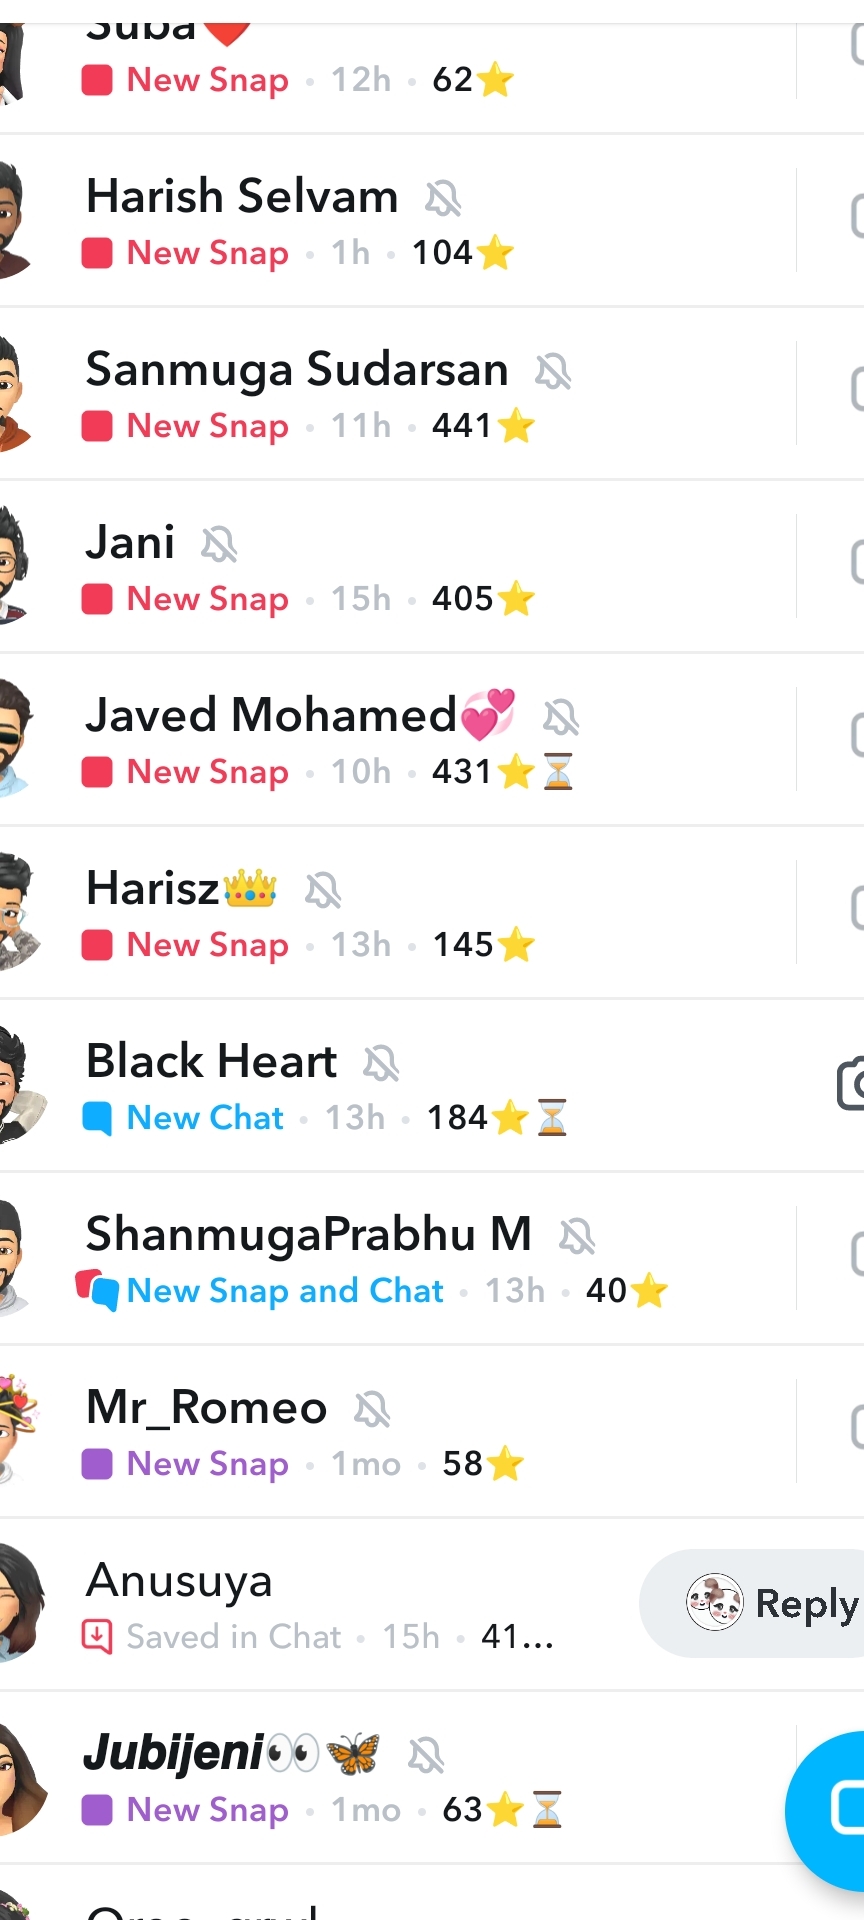 Suba❤️
New Snap • 12h • 62⭐
Harish Selvam
New Snap • 1h • 104⭐
Sanmuga Sudarsan
New Snap • 11h • 441⭐
Jani
New Snap • 15h • 405⭐
Javed Mohamed💞
New Snap • 10h • 431⭐⌛
Harisz👑
New Snap • 13h • 145⭐
Black Heart
New Chat • 13h • 184⭐⌛
ShanmugaPrabhu M
New Snap and Chat • 13h • 40⭐
Mr_Romeo
New Snap • 1mo • 58⭐
Anusuya
Saved in Chat • 15h • 41...
Reply
Jubijeni👀🦋
New Snap • 1mo • 63⭐⌛